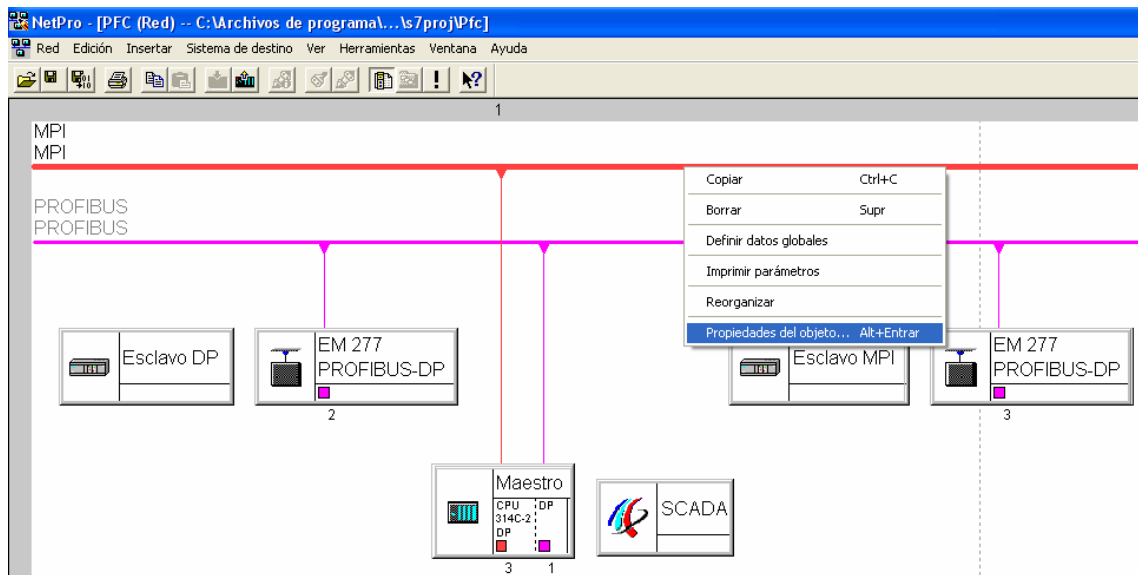 NetPro - [PFC (Red) -- C:\Archivos de programa\...\s7proj\Pfc]
Red Edición Insertar Sistema de destino Ver Herramientas Ventana Ayuda
1
MPI
MPI
PROFIBUS
PROFIBUS
Copiar Ctrl+C
Borrar Supr
Definir datos globales
Imprimir parámetros
Reorganizar
Propiedades del objeto... Alt+Entrar
Esclavo DP
EM 277
PROFIBUS-DP
2
Esclavo MPI
EM 277
PROFIBUS-DP
3
Maestro
CPU DP
314C-2
DP
3 1
SCADA